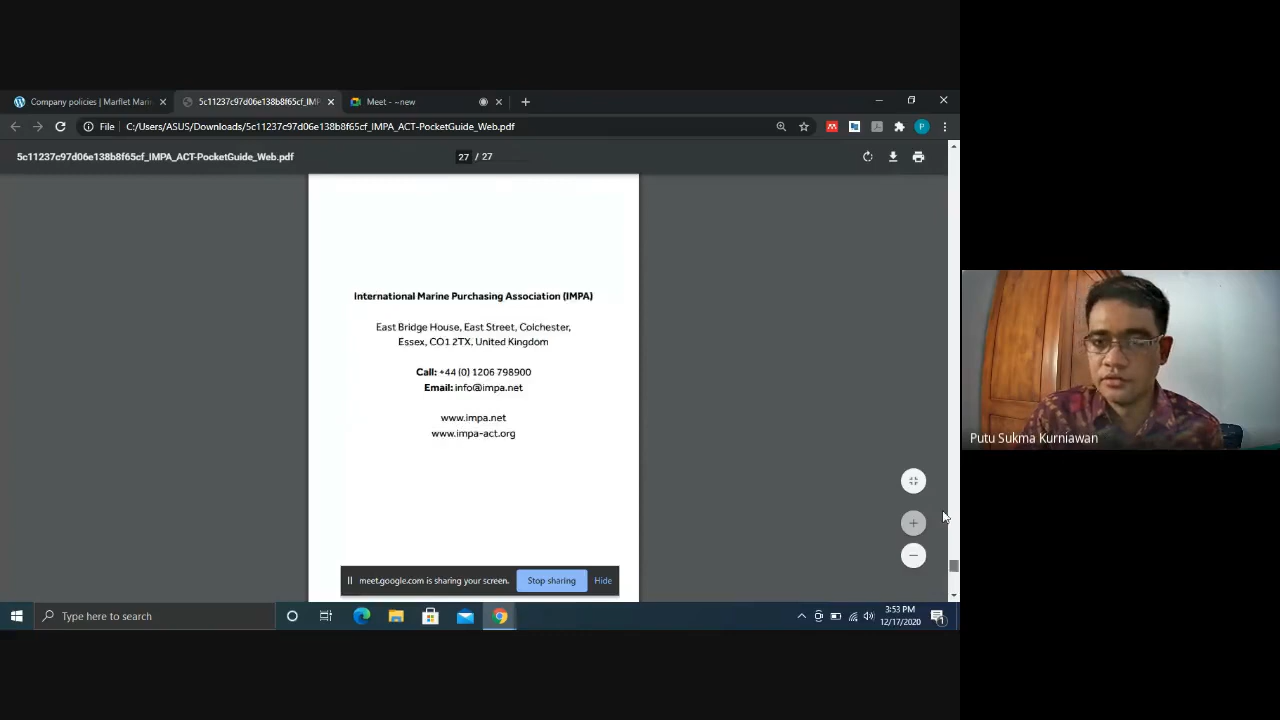 Company policies | Marflet Mari
5c11237c97d06e138b8f65cf_IMP
Meet - ~new
File
C:/Users/ASUS/Downloads/5c11237c97d06e138b8f65cf_IMPA_ACT-PocketGuide_Web.pdf
P
5c11237c97d06e138b8f65cf_IMPA_ACT-PocketGuide_Web.pdf
27 / 27
International Marine Purchasing Association (IMPA)
East Bridge House, East Street, Colchester,
Essex, CO1 2TX, United Kingdom
Call: +44 (0) 1206 798900
Email: info@impa.net
www.impa.net
www.impa-act.org
Putu Sukma Kurniawan
meet.google.com is sharing your screen.
Stop sharing
Hide
Type here to search
3:53 PM
12/17/2020
1